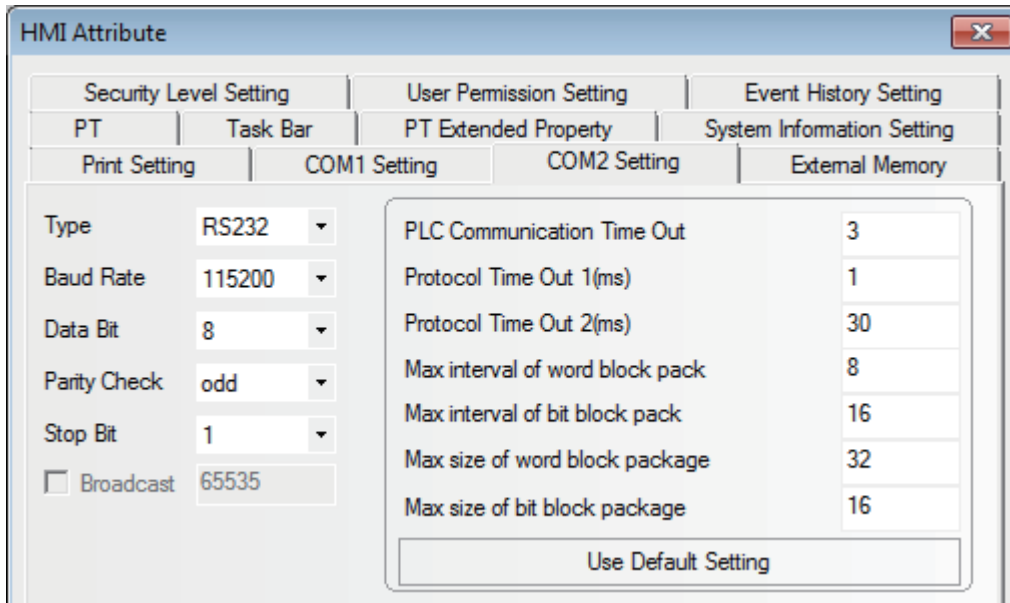 HMI Attribute
Security Level Setting User Permission Setting Event History Setting
PT Task Bar PT Extended Property System Information Setting
Print Setting COM1 Setting COM2 Setting External Memory
Type RS232
Baud Rate 115200
Data Bit 8
Parity Check odd
Stop Bit 1
Broadcast 65535
PLC Communication Time Out 3
Protocol Time Out 1(ms) 1
Protocol Time Out 2(ms) 30
Max interval of word block pack 8
Max interval of bit block pack 16
Max size of word block package 32
Max size of bit block package 16
Use Default Setting